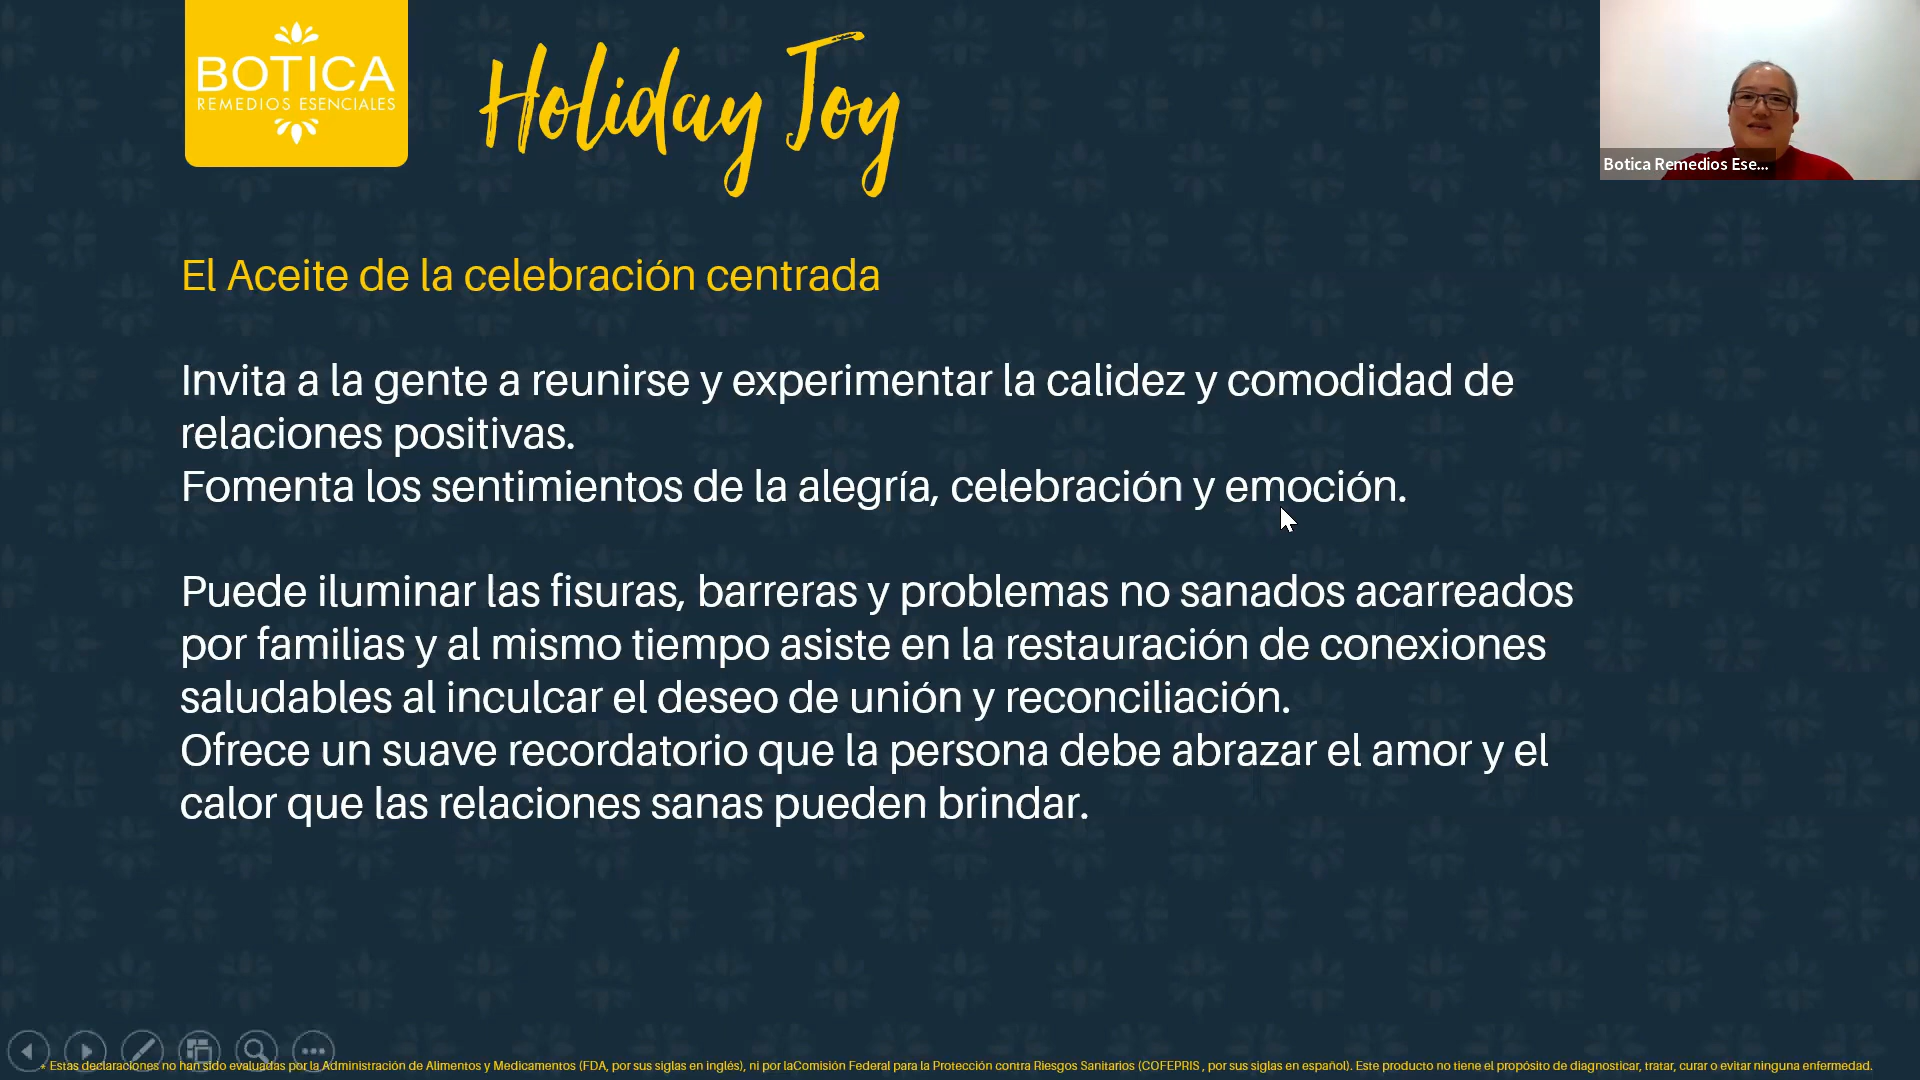 BOTICA
REMEDIOS ESENCIALES
Holiday Joy
Botica Remedios Ese...
El Aceite de la celebración centrada
Invita a la gente a reunirse y experimentar la calidez y comodidad de
relaciones positivas.
Fomenta los sentimientos de la alegría, celebración y emoción.
Puede iluminar las fisuras, barreras y problemas no sanados acarreados
por familias y al mismo tiempo asiste en la restauración de conexiones
saludables al inculcar el deseo de unión y reconciliación.
Ofrece un suave recordatorio que la persona debe abrazar el amor y el
calor que las relaciones sanas pueden brindar.
* Estas declaraciones no han sido evaluadas por la Administración de Alimentos y Medicamentos (FDA, por sus siglas en inglés), ni por laComisión Federal para la Protección contra Riesgos Sanitarios (COFEPRIS , por sus siglas en español). Este producto no tiene el propósito de diagnosticar, tratar, curar o evitar ninguna enfermedad.